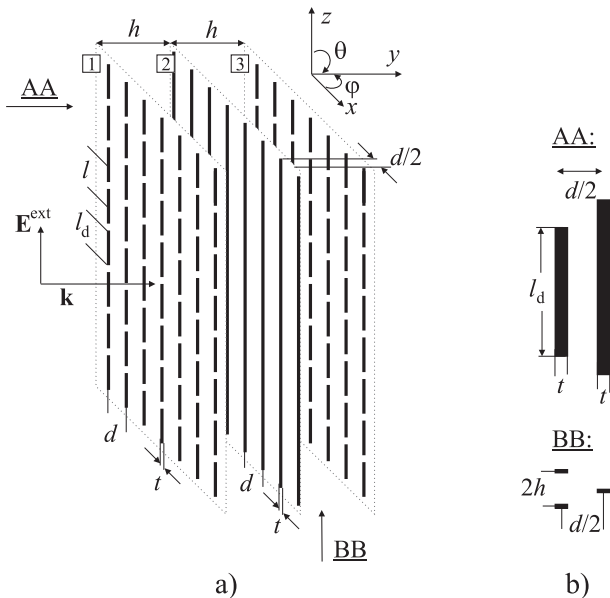 h
h
z
θ
y
φ
x
1
2
3
AA
d/2
l
E^ext
l_d
k
d
t
d
t
BB
a)
AA:
d/2
l_d
t
t
BB:
2h
d/2
b)